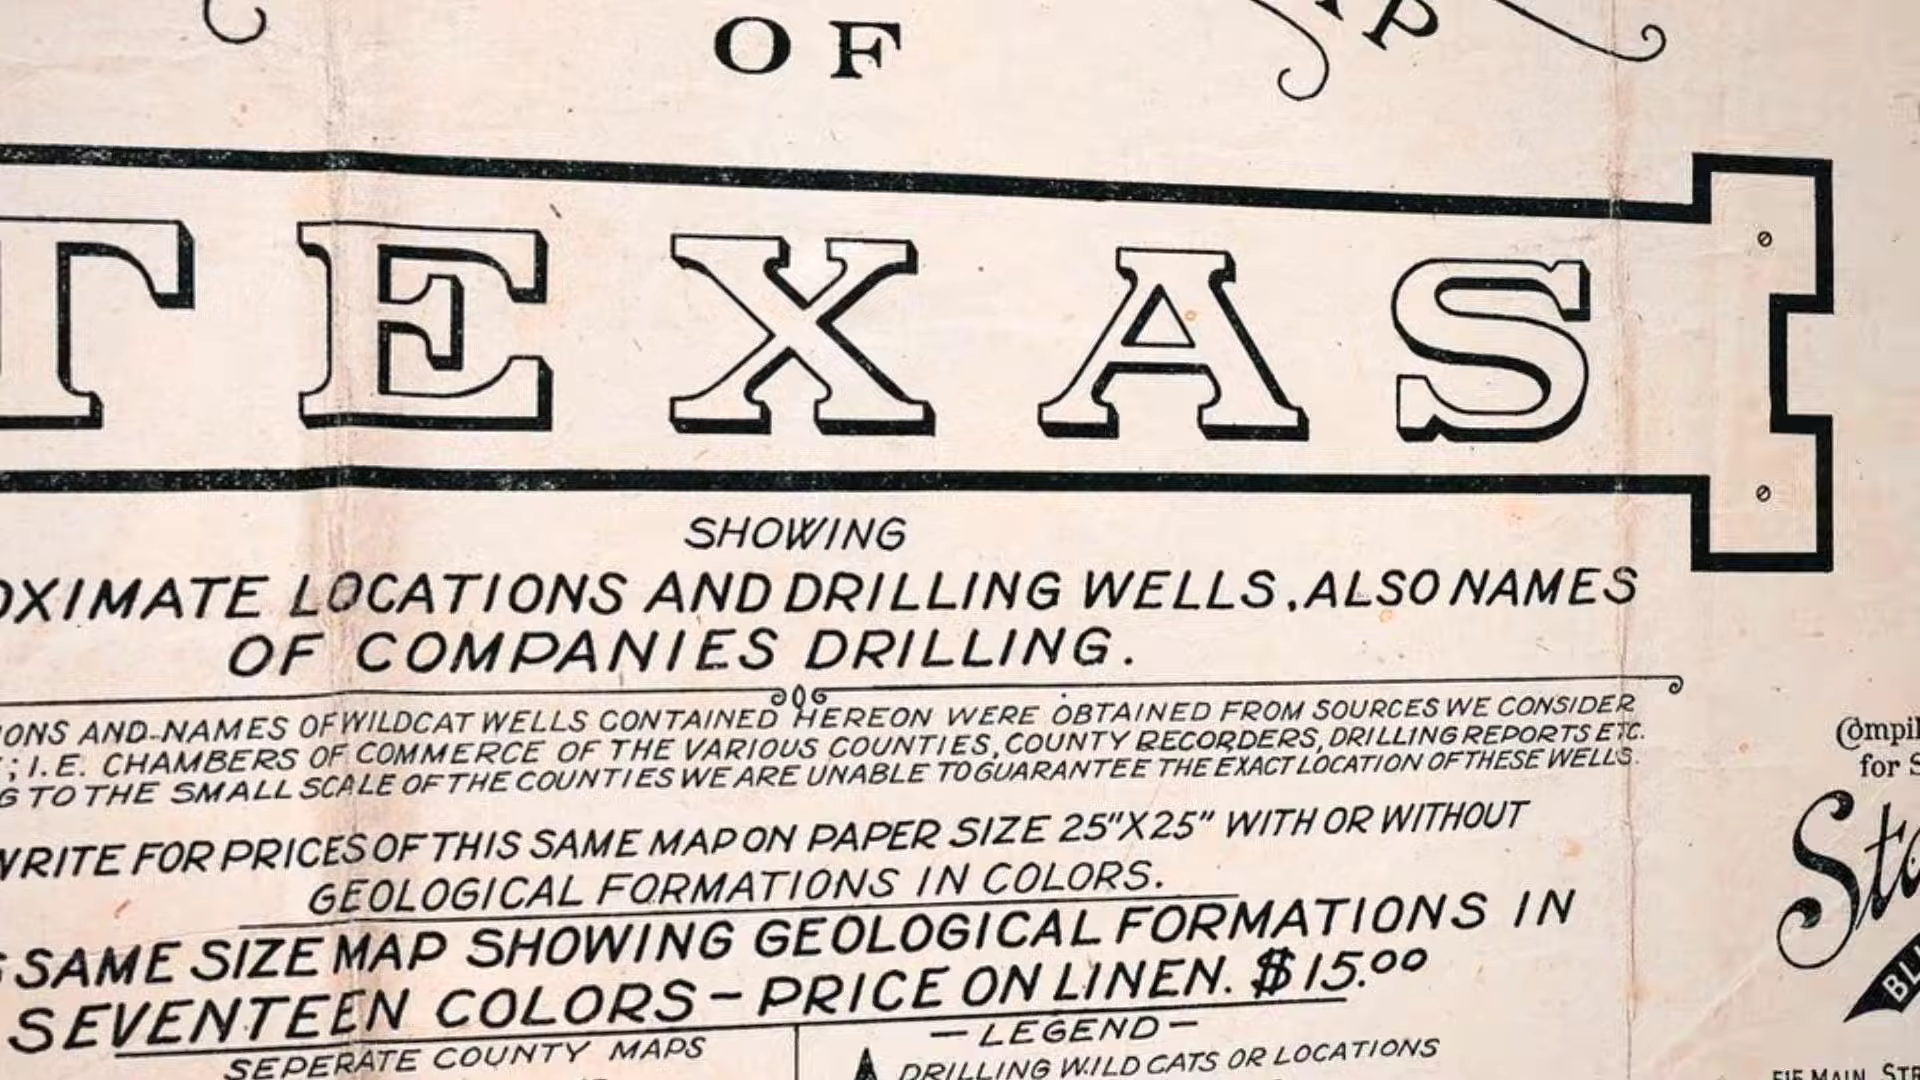 OF
TEXAS
SHOWING
LOCATIONS AND DRILLING WELLS, ALSO NAMES
OF COMPANIES DRILLING.
AND NAMES OF WILDCAT WELLS CONTAINED HEREON WERE OBTAINED FROM SOURCES WE CONSIDER
; I.E. CHAMBERS OF COMMERCE OF THE VARIOUS COUNTIES, COUNTY RECORDERS, DRILLING REPORTS ETC.
TO THE SMALL SCALE OF THE COUNTIES WE ARE UNABLE TO GUARANTEE THE EXACT LOCATION OF THESE WELLS.
WRITE FOR PRICES OF THIS SAME MAP ON PAPER SIZE 25"X25" WITH OR WITHOUT
GEOLOGICAL FORMATIONS IN COLORS.
SAME SIZE MAP SHOWING GEOLOGICAL FORMATIONS IN
SEVENTEEN COLORS – PRICE ON LINEN. $15.00
SEPERATE COUNTY MAPS
— LEGEND —
DRILLING WILD CATS OR LOCATIONS
for
515 MAIN